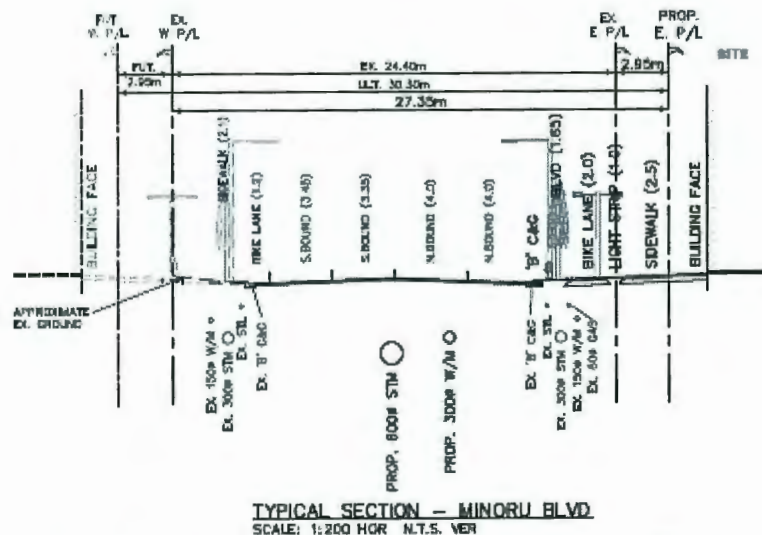 FUT
W. P/L
EX.
W P/L
EX.
E P/L
PROP.
E. P/L
SITE
FUT.
2.95m
EX. 24.40m
2.95m
ULT. 30.30m
27.35m
BUILDING FACE
SIDEWALK
BIKE LANE
S.BOUND (3.45)
S.BOUND (3.35)
N.BOUND (4.0)
N.BOUND (4.0)
"B" C&G
BLVD (1.65)
BIKE LANE (2.0)
LIGHT STRIP (1.0)
SIDEWALK (2.5)
BUILDING FACE
APPROXIMATE
EX. GROUND
EX. 150ø W/M
EX. 300ø STM
EX. STL
EX. "B" C&G
PROP. 600ø STM
PROP. 300ø W/M
EX. "B" C&G
EX. STL
EX. 300ø STM
EX. 150ø W/M
EX. 60ø GAS
TYPICAL SECTION – MINORU BLVD
SCALE: 1:200 HOR N.T.S. VER